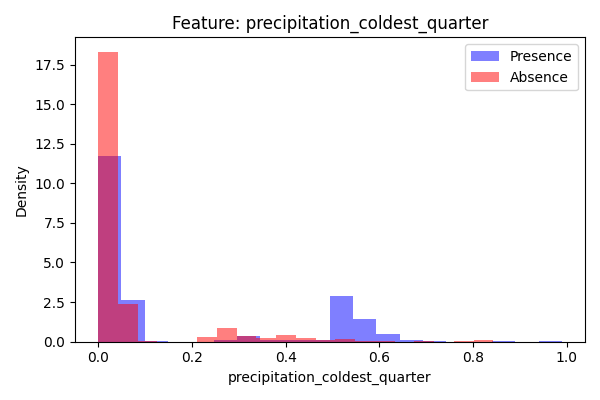 Feature: precipitation_coldest_quarter
Presence
Absence
Density
17.5
15.0
12.5
10.0
7.5
5.0
2.5
0.0
0.0 0.2 0.4 0.6 0.8 1.0
precipitation_coldest_quarter